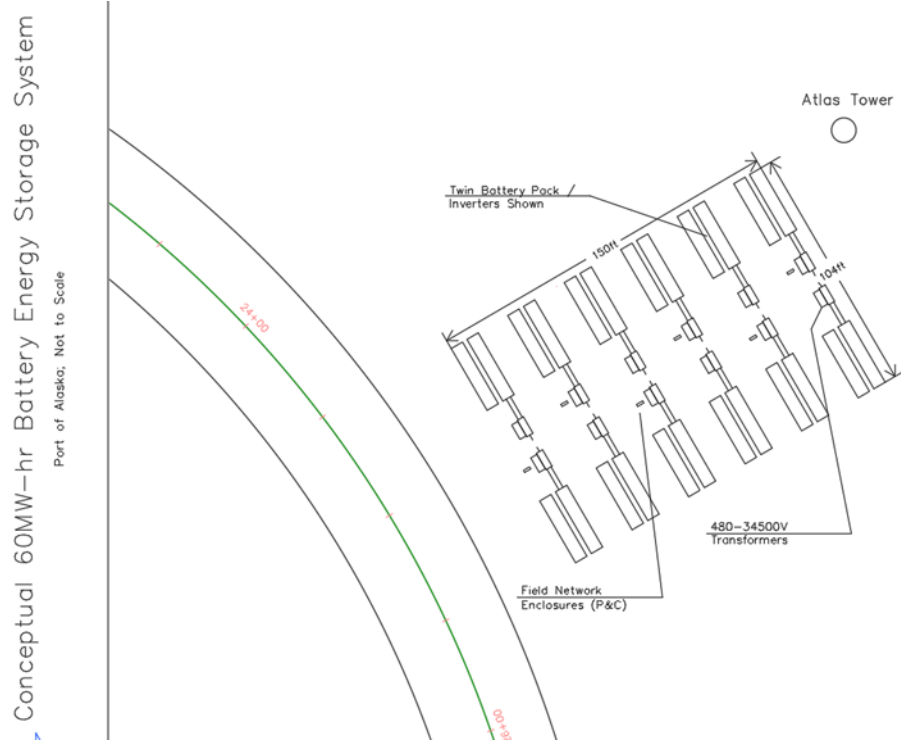 Conceptual 60MW-hr Battery Energy Storage System
Port of Alaska; Not to Scale
Atlas Tower
Twin Battery Pack /
Inverters Shown
150ft
104ft
24+00
480-34500V
Transformers
Field Network
Enclosures (P&C)